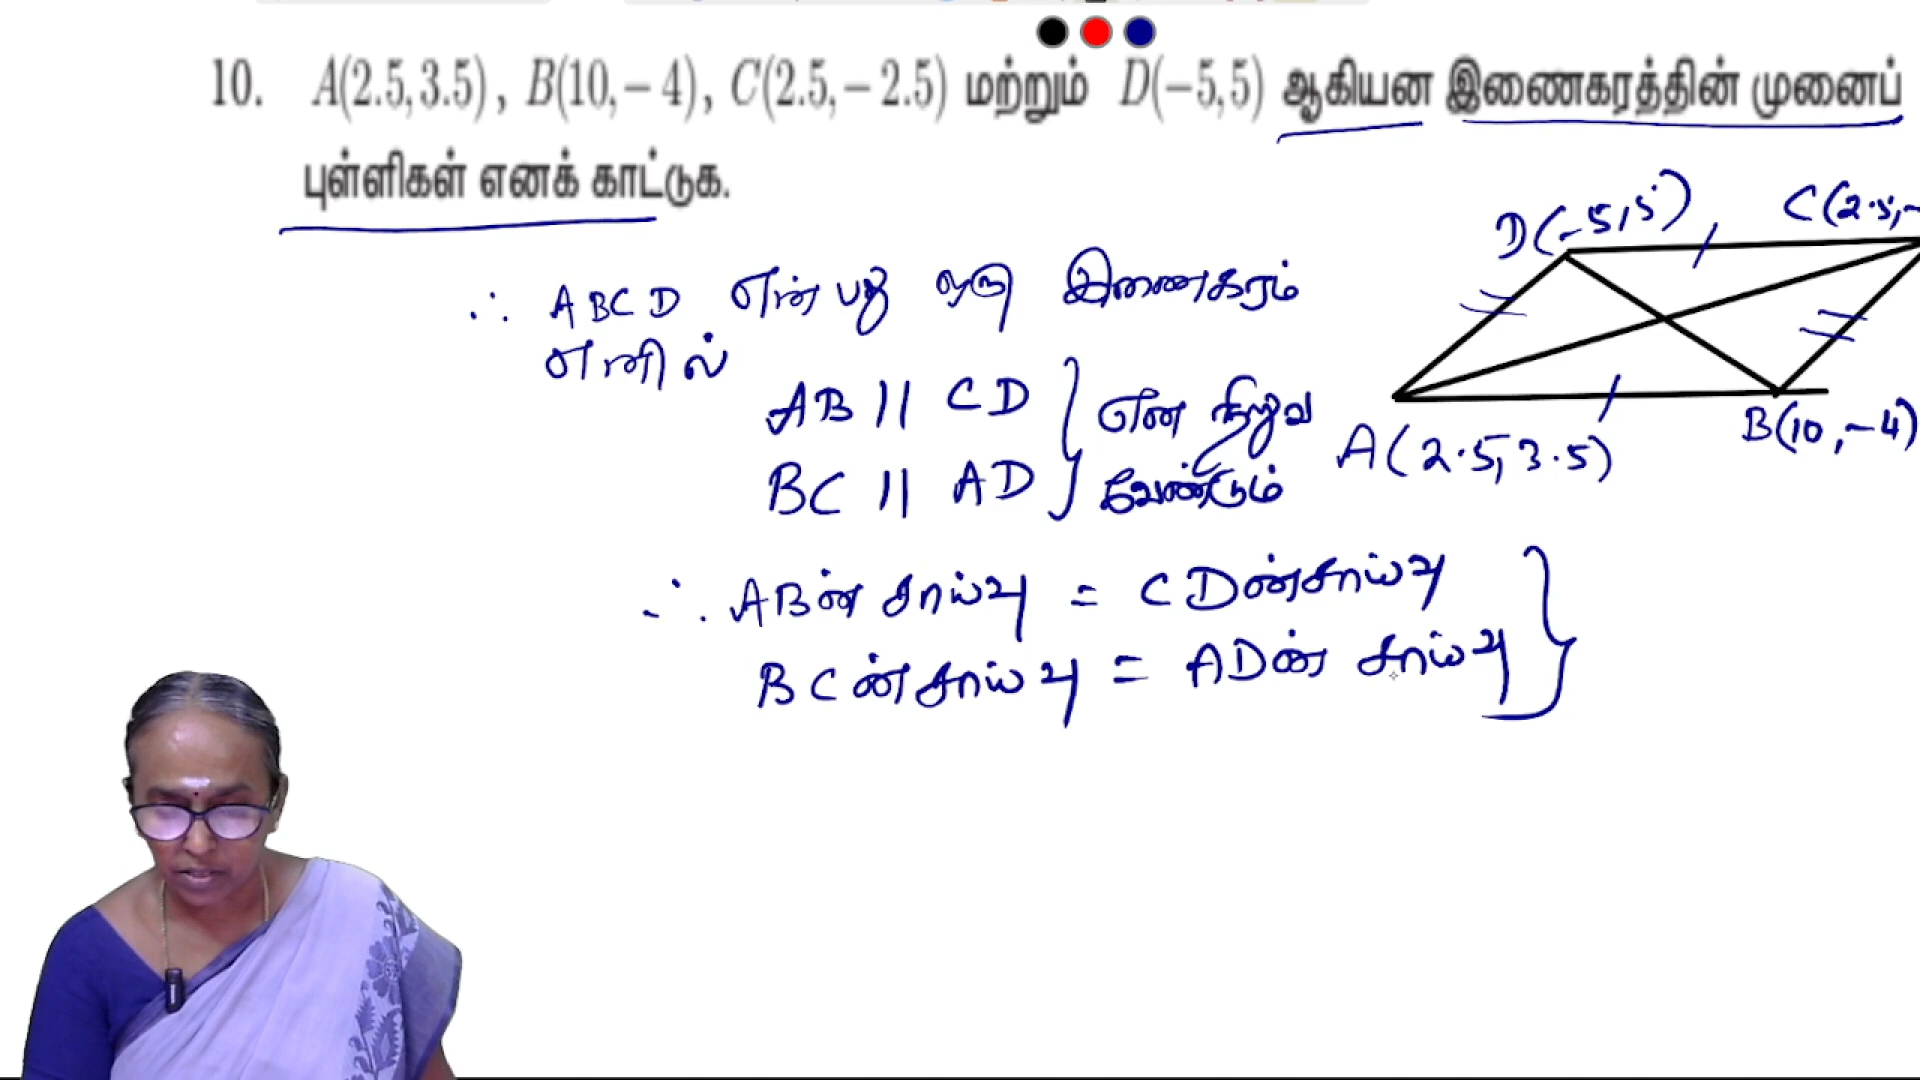 10. A(2.5,3.5), B(10,−4), C(2.5,−2.5) மற்றும் D(−5,5) ஆகியன இணைகரத்தின் முனைப்
புள்ளிகள் எனக் காட்டுக.
D(-5,5), C(2.5,-
∴ ABCD என்பது ஒரு இணைகரம்
எனில்
AB || CD } என நிறுவ
BC || AD } வேண்டும்
A(2.5,3.5) B(10,-4)
∴ ABன் சாய்வு = CDன் சாய்வு }
BCன் சாய்வு = ADன் சாய்வு